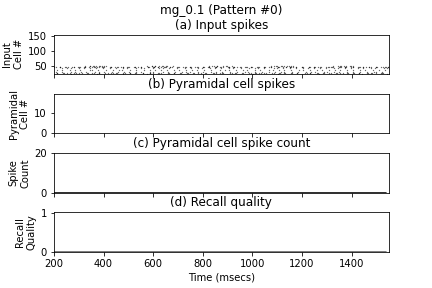 mg_0.1 (Pattern #0)
(a) Input spikes
150
100
50
Input
Cell #
(b) Pyramidal cell spikes
10
0
Pyramidal
Cell #
(c) Pyramidal cell spike count
20
0
Spike
Count
(d) Recall quality
1
0
Recall
Quality
200 400 600 800 1000 1200 1400
Time (msecs)